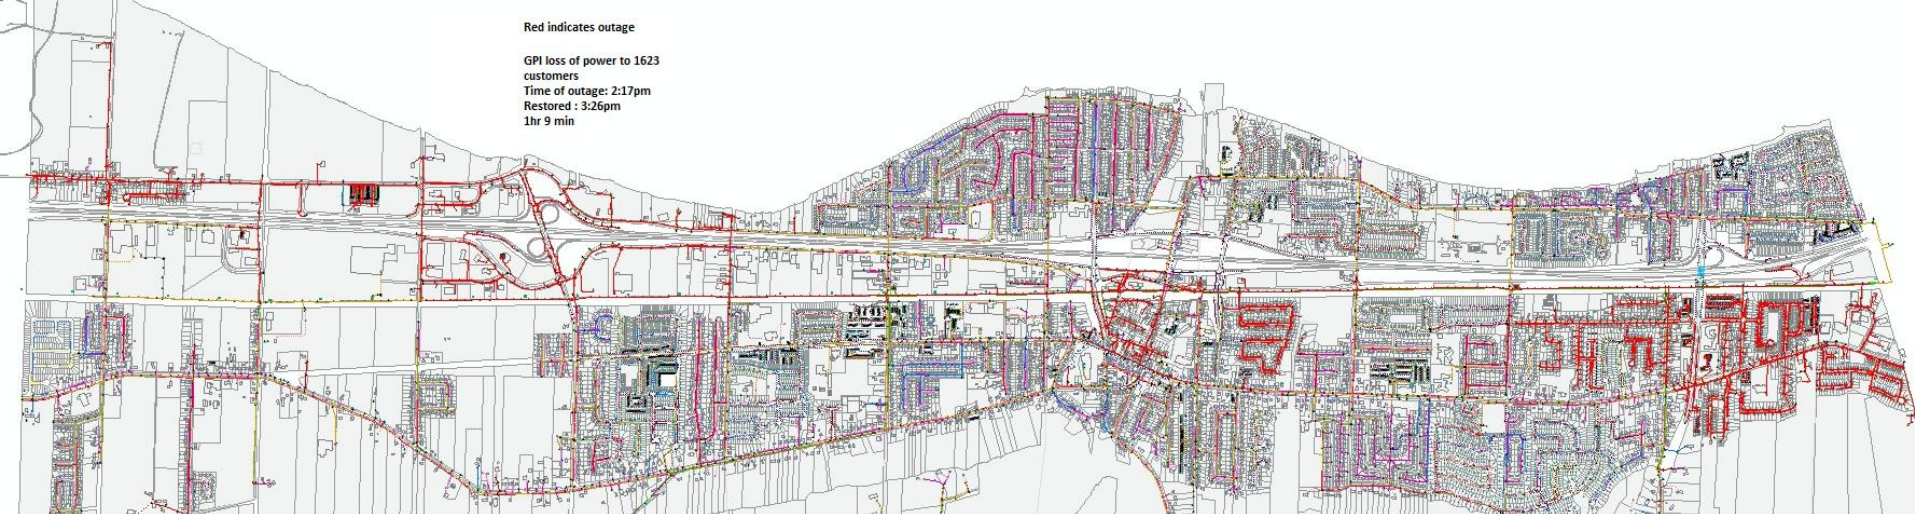 Red indicates outage
GPI loss of power to 1623
customers
Time of outage: 2:17pm
Restored : 3:26pm
1hr 9 min